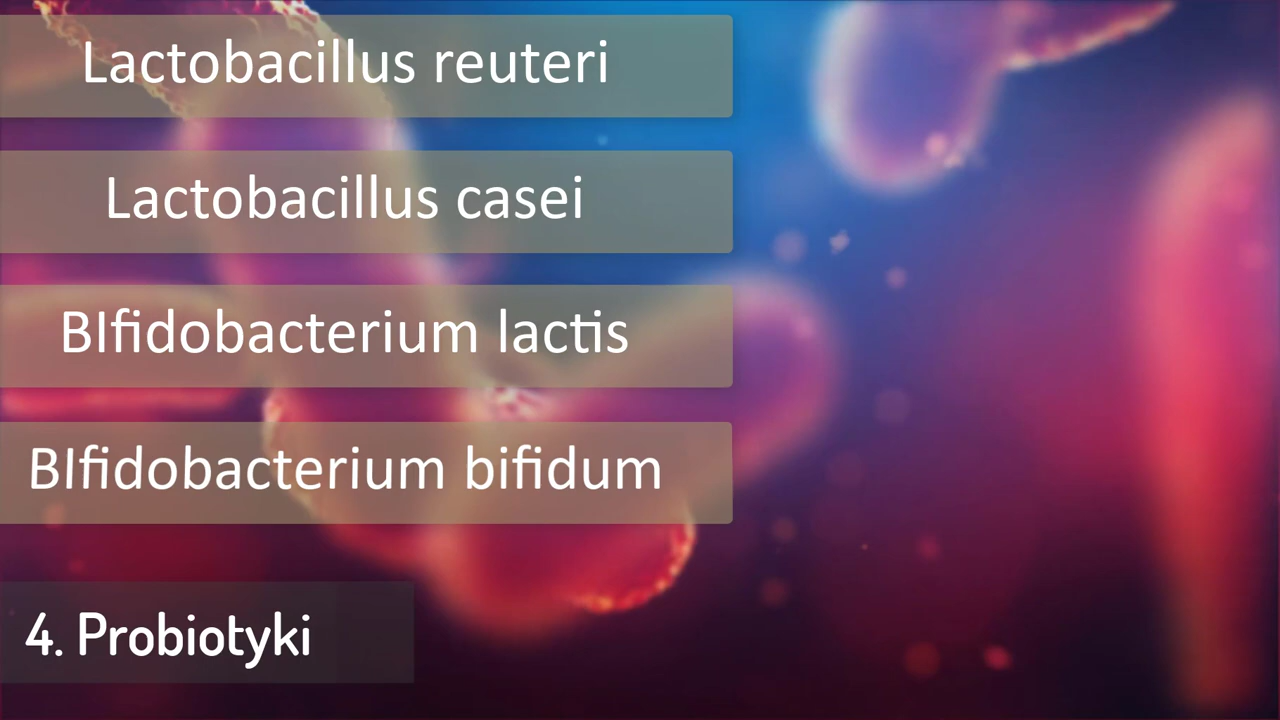 Lactobacillus reuteri
Lactobacillus casei
BIfidobacterium lactis
BIfidobacterium bifidum
4. Probiotyki